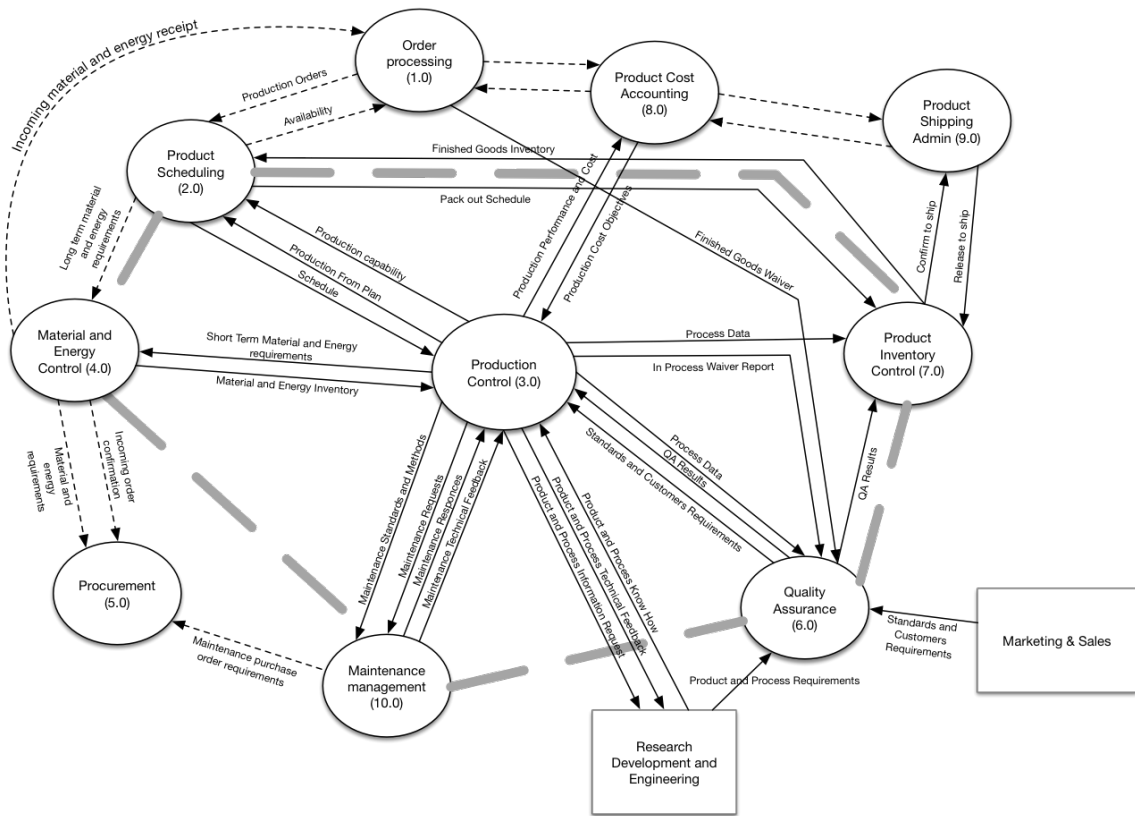 Incoming material and energy receipt
Order
processing
(1.0)
Product Cost
Accounting
(8.0)
Product
Shipping
Admin (9.0)
Production Orders
Availability
Product
Scheduling
(2.0)
Finished Goods Inventory
Pack out Schedule
Production Performance and Cost
Production Cost Objectives
Finished Goods Waiver
Confirm to ship
Release to ship
Long term material
and energy
requirements
Production capability
Production From Plan
Schedule
Material and
Energy
Control (4.0)
Short Term Material and Energy
requirements
Material and Energy Inventory
Production
Control (3.0)
Process Data
In Process Waiver Report
Product
Inventory
Control (7.0)
Material and
energy
requirements
Incoming order
confirmation
Maintenance Standards and Methods
Maintenance Requests
Maintenance Responces
Maintenance Technical Feedback
Product and Process Information Request
Product and Process Technical Feedback
Product and Process Know How
Process Data
QA Results
Standards and Customers Requirements
QA Results
Procurement
(5.0)
Maintenance purchase
order requirements
Maintenance
management
(10.0)
Quality
Assurance
(6.0)
Standards and
Customers
Requirements
Marketing & Sales
Product and Process Requirements
Research
Development and
Engineering